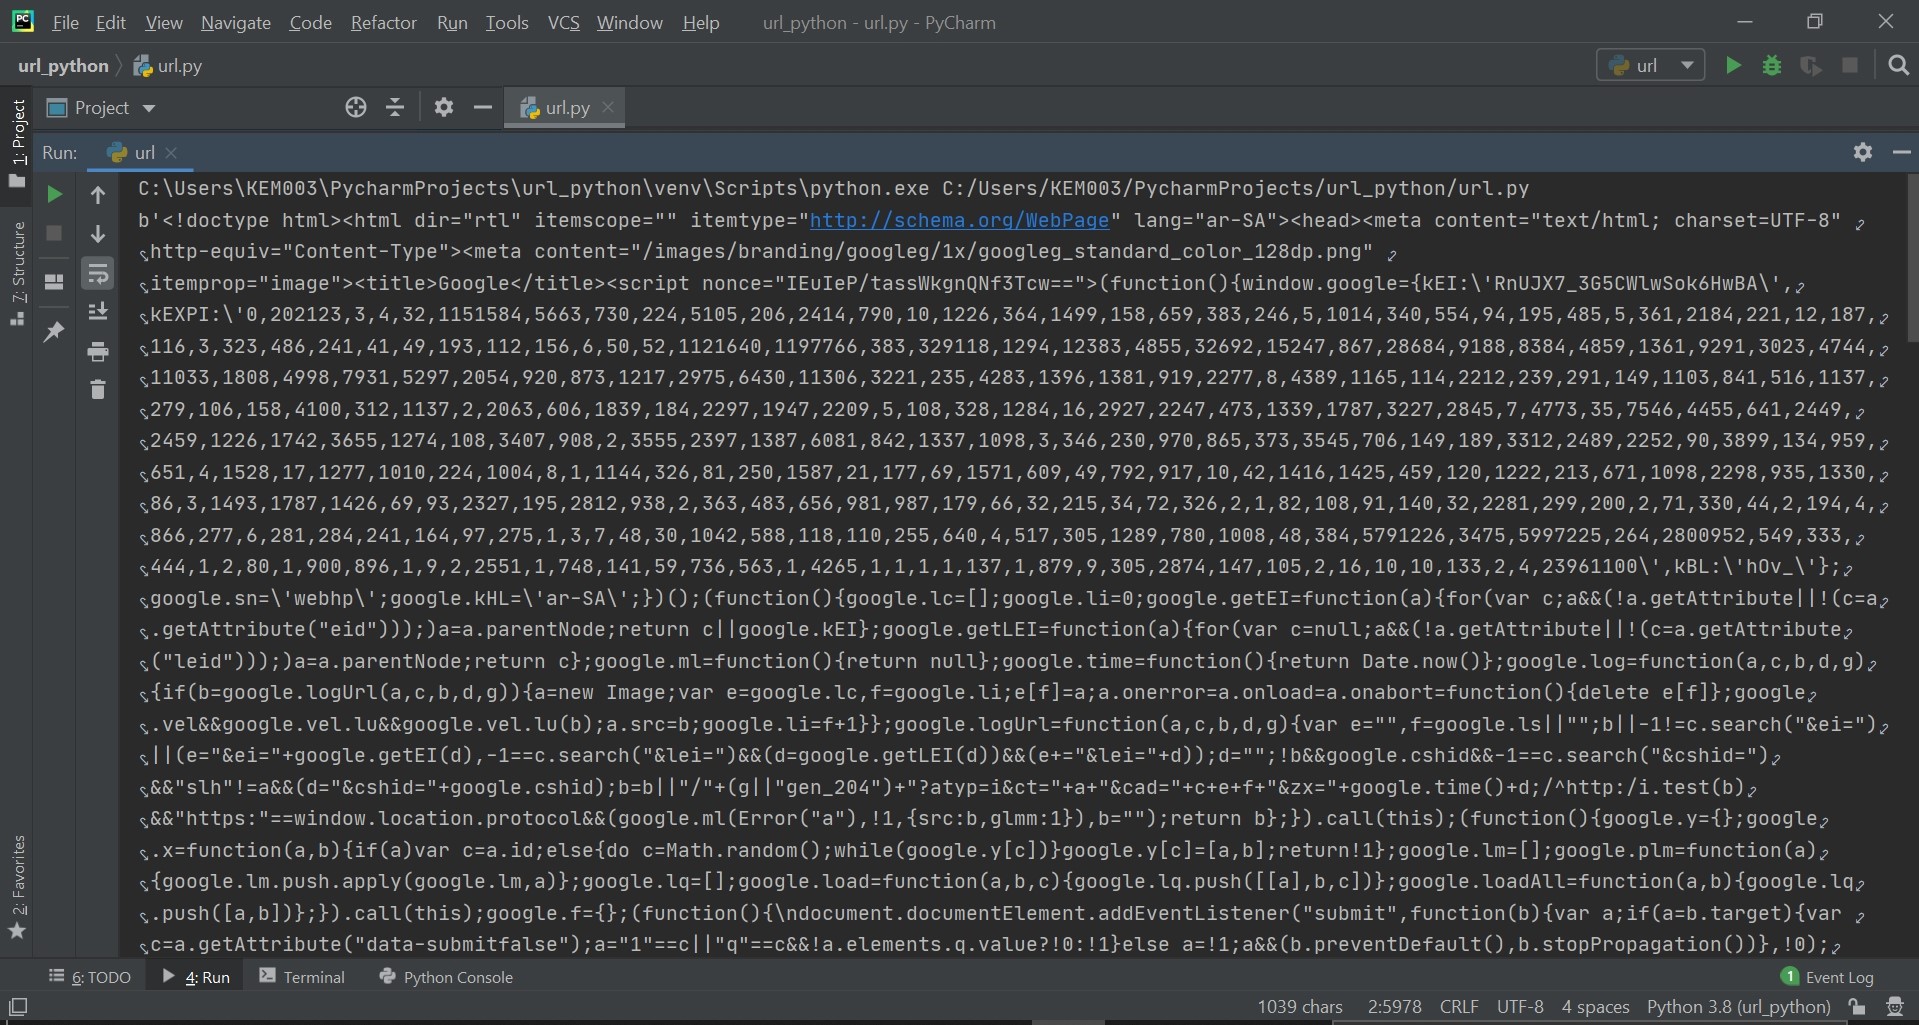 File Edit View Navigate Code Refactor Run Tools VCS Window Help url_python - url.py - PyCharm
url_python url.py url
Project url.py
1: Project
Run: url
7: Structure
C:\Users\KEM003\PycharmProjects\url_python\venv\Scripts\python.exe C:/Users/KEM003/PycharmProjects/url_python/url.py
b'<!doctype html><html dir="rtl" itemscope="" itemtype="http://schema.org/WebPage" lang="ar-SA"><head><meta content="text/html; charset=UTF-8"
http-equiv="Content-Type"><meta content="/images/branding/googleg/1x/googleg_standard_color_128dp.png"
itemprop="image"><title>Google</title><script nonce="IEuIeP/tassWkgnQNf3Tcw==">(function(){window.google={kEI:\'RnUJX7_3G5CWlwSok6HwBA\',
kEXPI:\'0,202123,3,4,32,1151584,5663,730,224,5105,206,2414,790,10,1226,364,1499,158,659,383,246,5,1014,340,554,94,195,485,5,361,2184,221,12,187,
116,3,323,486,241,41,49,193,112,156,6,50,52,1121640,1197766,383,329118,1294,12383,4855,32692,15247,867,28684,9188,8384,4859,1361,9291,3023,4744,
11033,1808,4998,7931,5297,2054,920,873,1217,2975,6430,11306,3221,235,4283,1396,1381,919,2277,8,4389,1165,114,2212,239,291,149,1103,841,516,1137,
279,106,158,4100,312,1137,2,2063,606,1839,184,2297,1947,2209,5,108,328,1284,16,2927,2247,473,1339,1787,3227,2845,7,4773,35,7546,4455,641,2449,
2459,1226,1742,3655,1274,108,3407,908,2,3555,2397,1387,6081,842,1337,1098,3,346,230,970,865,373,3545,706,149,189,3312,2489,2252,90,3899,134,959,
651,4,1528,17,1277,1010,224,1004,8,1,1144,326,81,250,1587,21,177,69,1571,609,49,792,917,10,42,1416,1425,459,120,1222,213,671,1098,2298,935,1330,
86,3,1493,1787,1426,69,93,2327,195,2812,938,2,363,483,656,981,987,179,66,32,215,34,72,326,2,1,82,108,91,140,32,2281,299,200,2,71,330,44,2,194,4,
866,277,6,281,284,241,164,97,275,1,3,7,48,30,1042,588,118,110,255,640,4,517,305,1289,780,1008,48,384,5791226,3475,5997225,264,2800952,549,333,
444,1,2,80,1,900,896,1,9,2,2551,1,748,141,59,736,563,1,4265,1,1,1,1,137,1,879,9,305,2874,147,105,2,16,10,10,133,2,4,23961100\',kBL:\'hOv_\'};
google.sn=\'webhp\';google.kHL=\'ar-SA\';})();(function(){google.lc=[];google.li=0;google.getEI=function(a){for(var c;a&&(!a.getAttribute||!(c=a
.getAttribute("eid")));)a=a.parentNode;return c||google.kEI};google.getLEI=function(a){for(var c=null;a&&(!a.getAttribute||!(c=a.getAttribute
("leid")));)a=a.parentNode;return c};google.ml=function(){return null};google.time=function(){return Date.now()};google.log=function(a,c,b,d,g)
{if(b=google.logUrl(a,c,b,d,g)){a=new Image;var e=google.lc,f=google.li;e[f]=a;a.onerror=a.onload=a.onabort=function(){delete e[f]};google
.vel&&google.vel.lu&&google.vel.lu(b);a.src=b;google.li=f+1}};google.logUrl=function(a,c,b,d,g){var e="",f=google.ls||"";b||-1!=c.search("&ei=")
||(e="&ei="+google.getEI(d),-1==c.search("&lei=")&&(d=google.getLEI(d))&&(e+="&lei="+d));d="";!b&&google.cshid&&-1==c.search("&cshid=")
&&"slh"!=a&&(d="&cshid="+google.cshid);b=b||"/"+(g||"gen_204")+"?atyp=i&ct="+a+"&cad="+c+e+f+"&zx="+google.time()+d;/^http:/i.test(b)
&&"https:"==window.location.protocol&&(google.ml(Error("a"),!1,{src:b,glmm:1}),b="");return b};}).call(this);(function(){google.y={};google
.x=function(a,b){if(a)var c=a.id;else{do c=Math.random();while(google.y[c])}google.y[c]=[a,b];return!1};google.lm=[];google.plm=function(a)
{google.lm.push.apply(google.lm,a)};google.lq=[];google.load=function(a,b,c){google.lq.push([[a],b,c])};google.loadAll=function(a,b){google.lq
.push([a,b])};}).call(this);google.f={};(function(){\ndocument.documentElement.addEventListener("submit",function(b){var a;if(a=b.target){var
c=a.getAttribute("data-submitfalse");a="1"==c||"q"==c&&!a.elements.q.value?!0:!1}else a=!1;a&&(b.preventDefault(),b.stopPropagation())},!0);
2: Favorites
6: TODO 4: Run Terminal Python Console 1 Event Log
1039 chars 2:5978 CRLF UTF-8 4 spaces Python 3.8 (url_python)